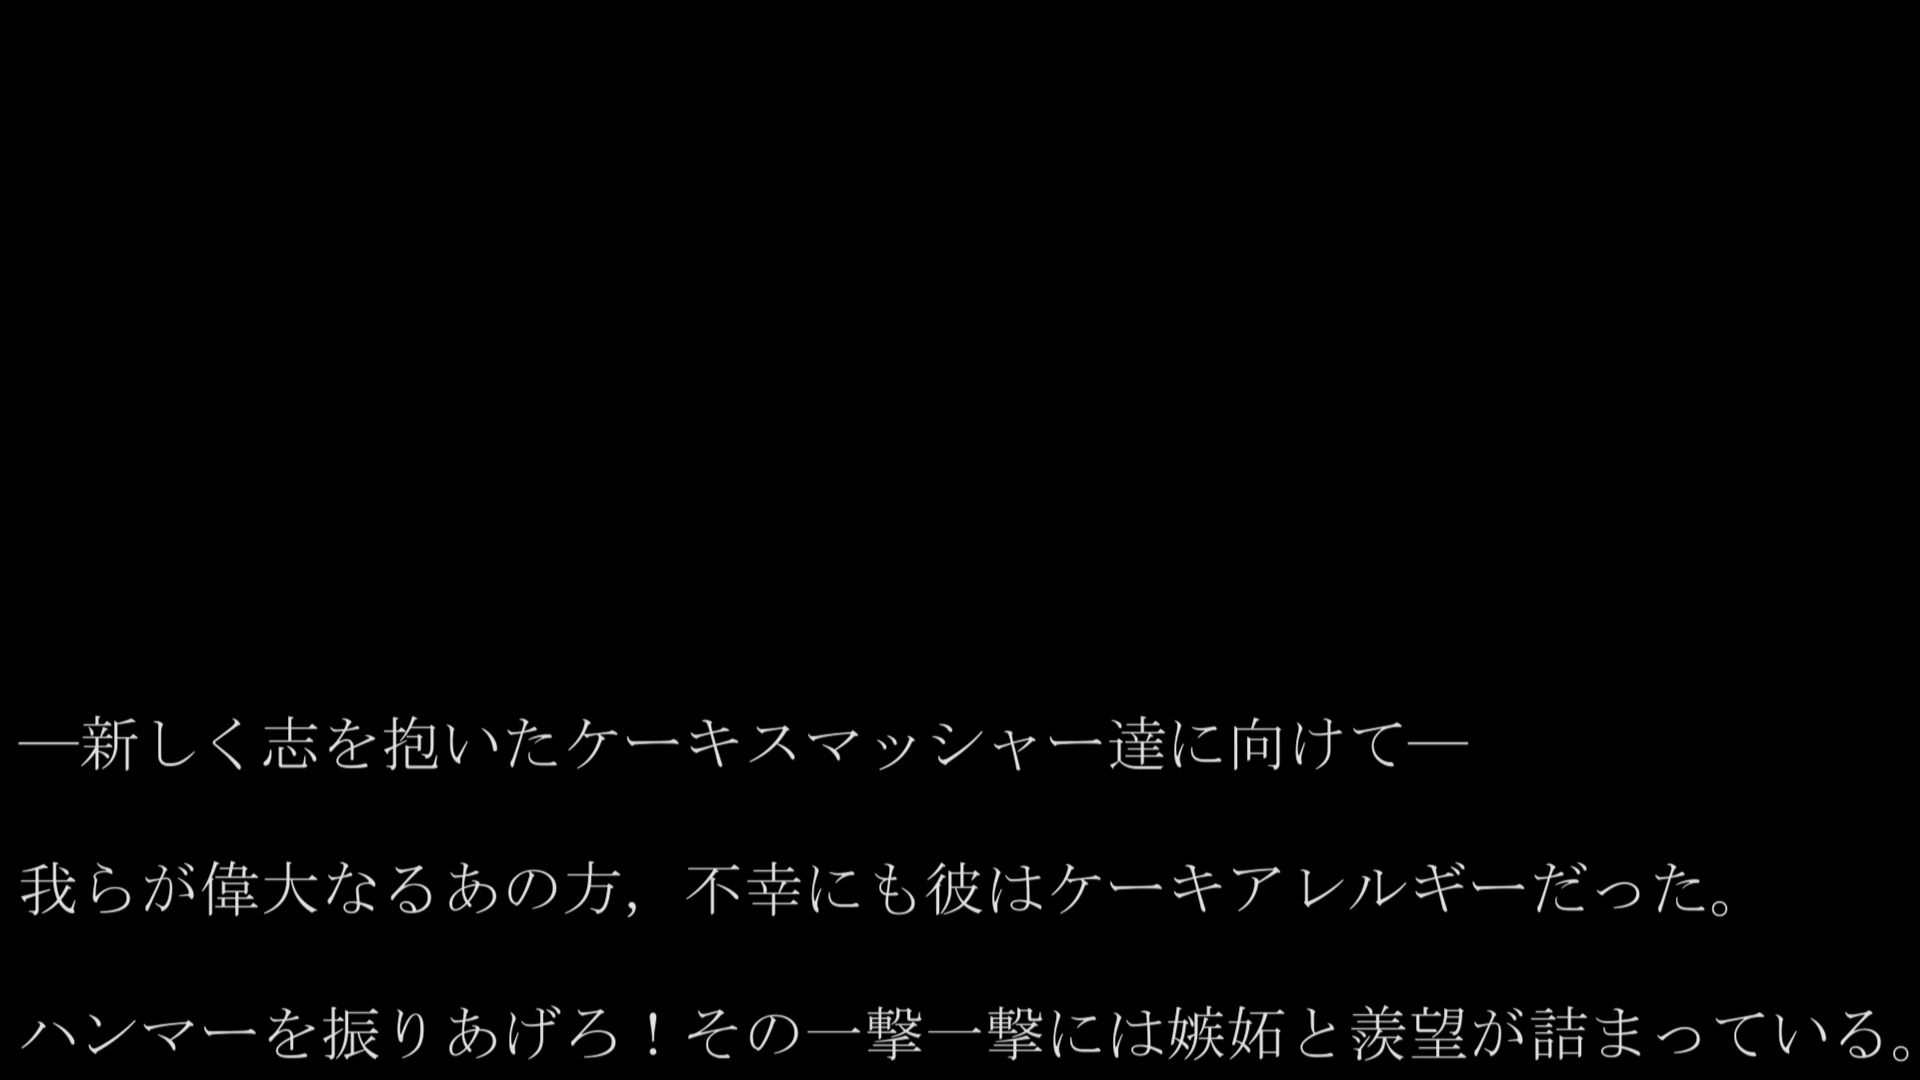 ―新しく志を抱いたケーキスマッシャー達に向けて―
我らが偉大なるあの方，不幸にも彼はケーキアレルギーだった。
ハンマーを振りあげろ！その一撃一撃には嫉妬と羨望が詰まっている。